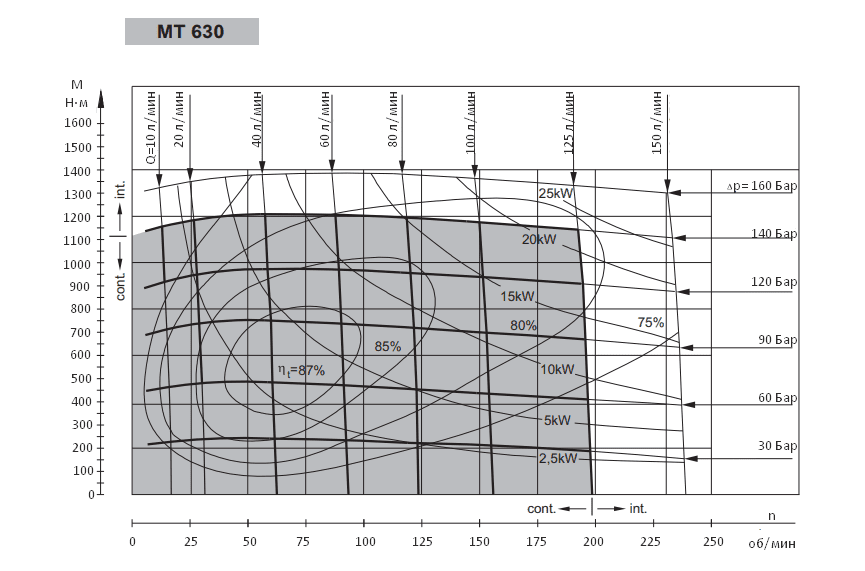 MT 630
М
Н·м
1600
1500
1400
1300
1200
1100
1000
900
800
700
600
500
400
300
200
100
0
int.
cont.
Q=10 л/мин
20 л/мин
40 л/мин
60 л/мин
80 л/мин
100 л/мин
125 л/мин
150 л/мин
Δp= 160 Бар
140 Бар
120 Бар
90 Бар
60 Бар
30 Бар
25kW
20kW
15kW
10kW
5kW
2,5kW
75%
80%
85%
ηt=87%
cont.
int.
0
25
50
75
100
125
150
175
200
225
250
n
об/мин